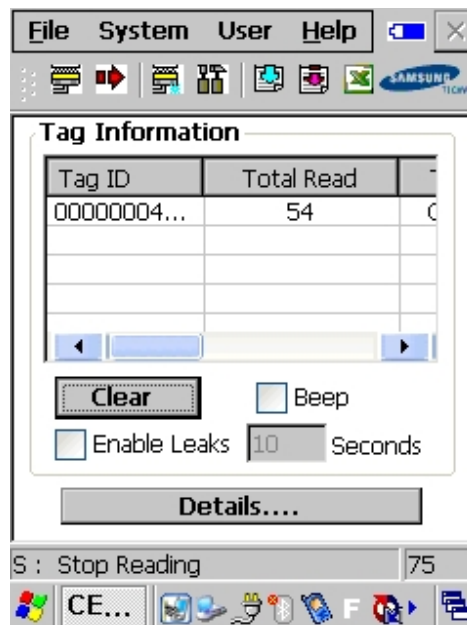 File System User Help
SAMSUNG
Tag Information
Tag ID Total Read
00000004... 54
Clear Beep
Enable Leaks 10 Seconds
Details....
S : Stop Reading 75
CE... F